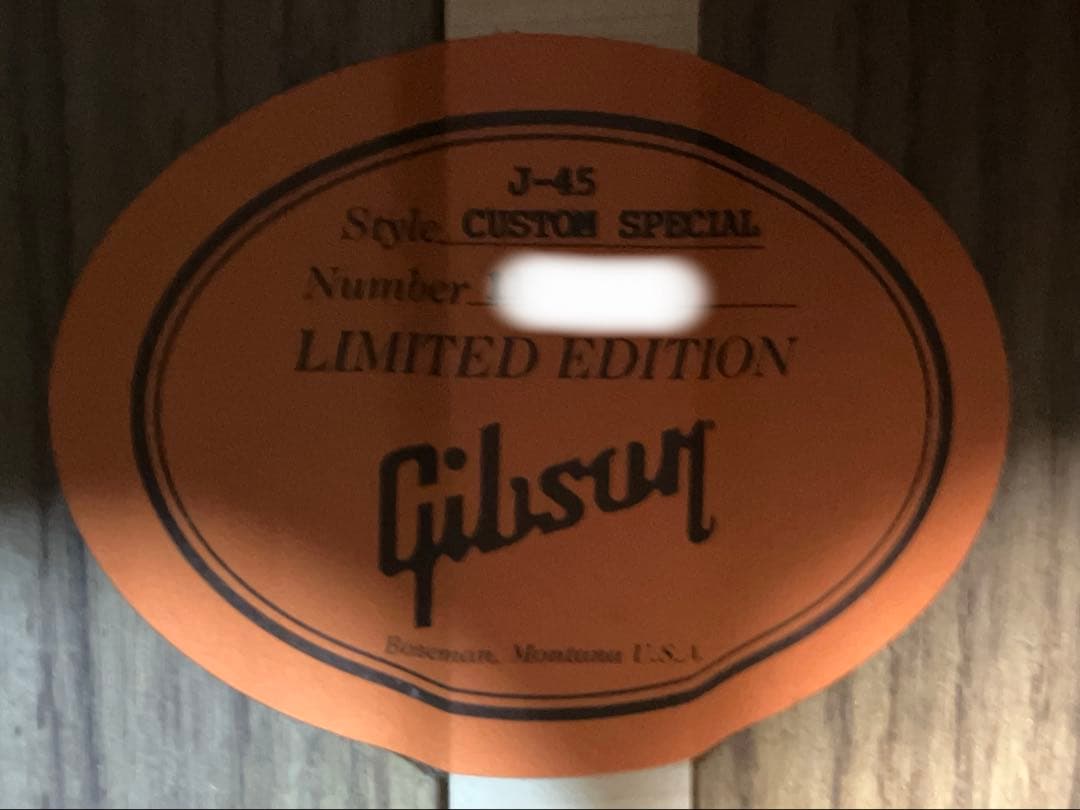 J-45
Style CUSTOM SPECIAL
Number
LIMITED EDITION
Gibson
Bozeman, Montana U.S.A.